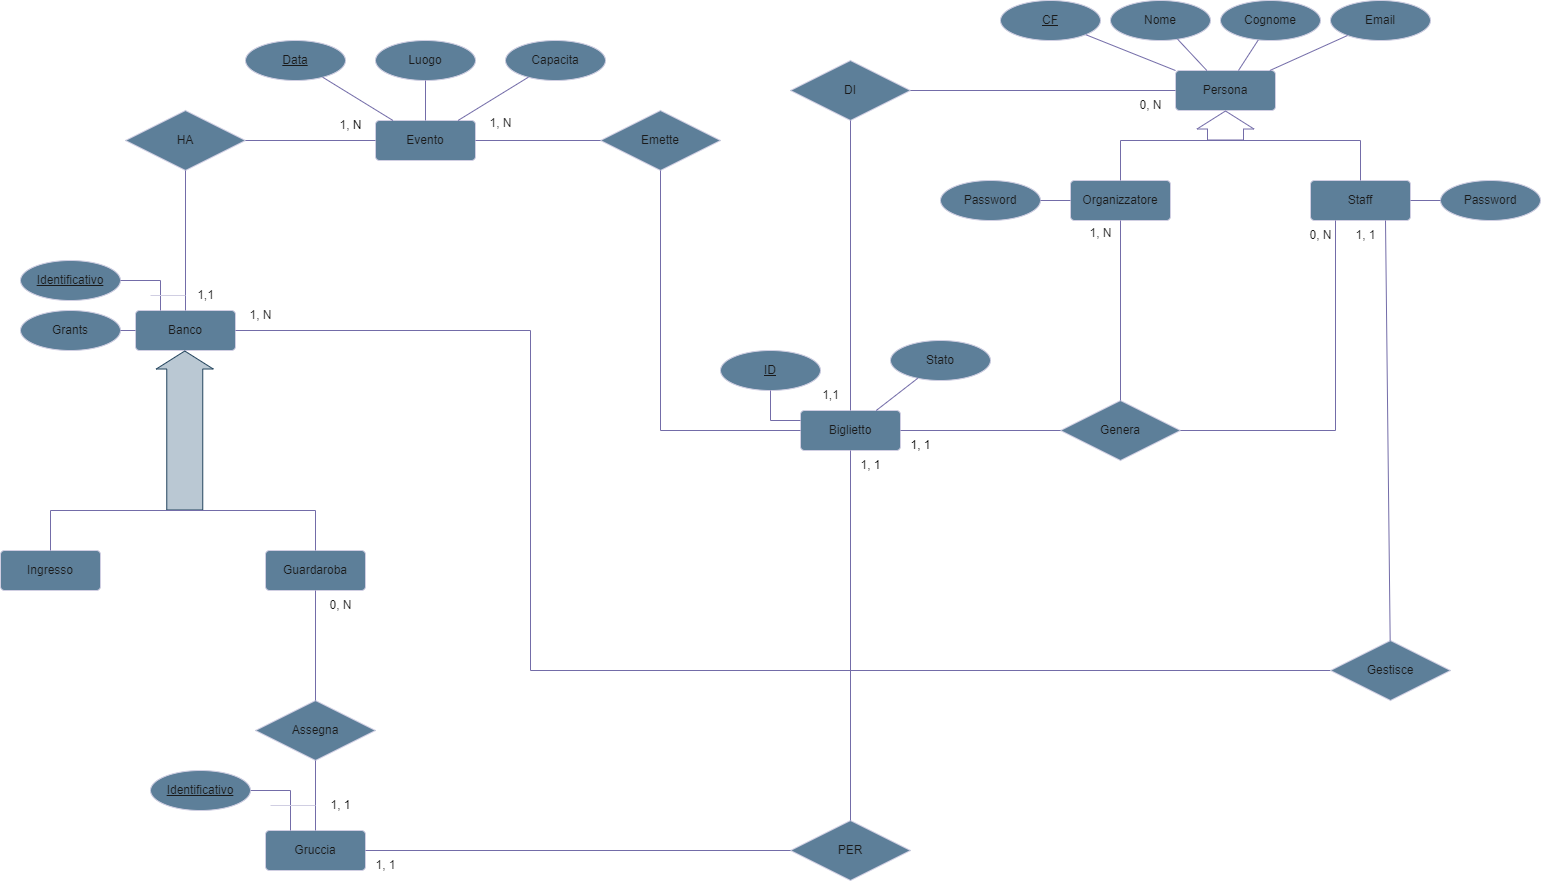 CF
Nome
Cognome
Email
Data
Luogo
Capacita
DI
Persona
0, N
1, N
1, N
HA
Evento
Emette
Password
Organizzatore
Staff
Password
1, N
0, N
1, 1
Identificativo
1,1
1, N
Grants
Banco
ID
Stato
1,1
Biglietto
Genera
1, 1
1, 1
Ingresso
Guardaroba
0, N
Gestisce
Assegna
Identificativo
1, 1
Gruccia
PER
1, 1